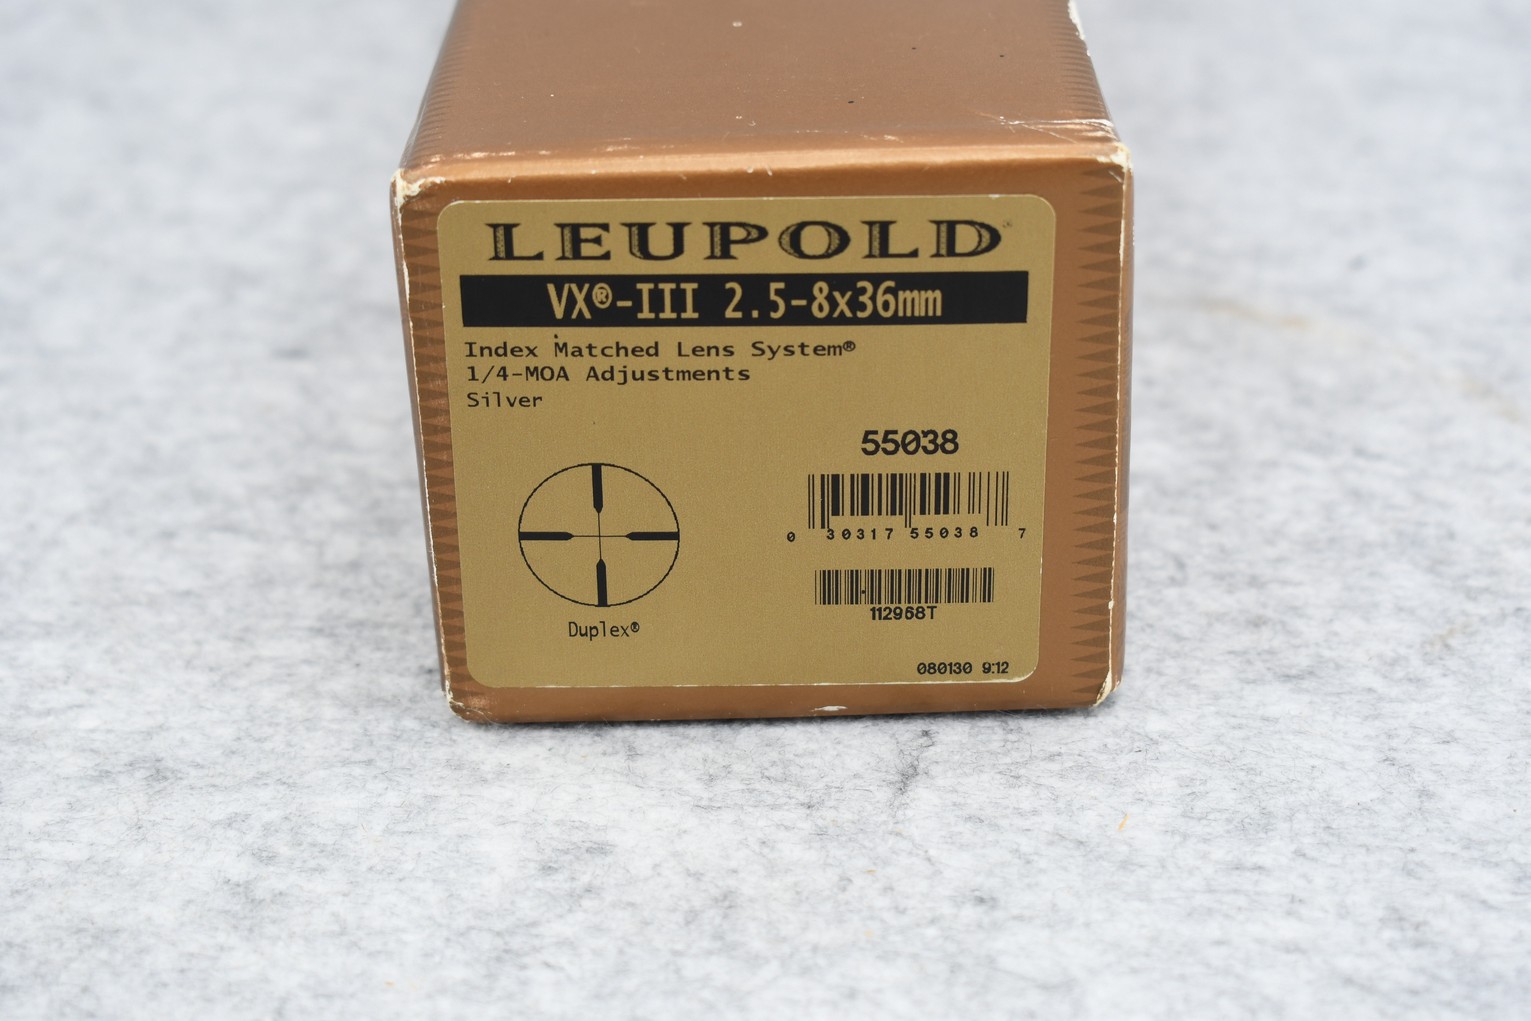 LEUPOLD®
VX®-III 2.5-8x36mm
Index Matched Lens System®
1/4-MOA Adjustments
Silver
55038
0 30317 55038 7
112968T
Duplex®
080130 9:12